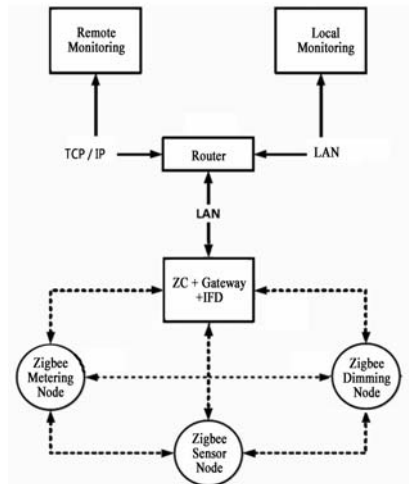 Remote
Monitoring
Local
Monitoring
TCP / IP
Router
LAN
LAN
ZC + Gateway
+IFD
Zigbee
Metering
Node
Zigbee
Dimming
Node
Zigbee
Sensor
Node